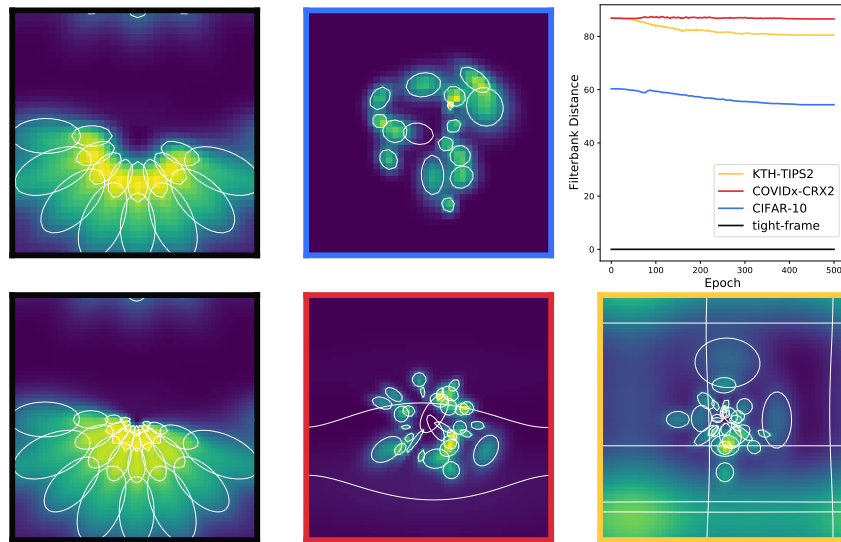 Filterbank Distance
80
60
40
20
0
KTH-TIPS2
COVIDx-CRX2
CIFAR-10
tight-frame
0 100 200 300 400 500
Epoch